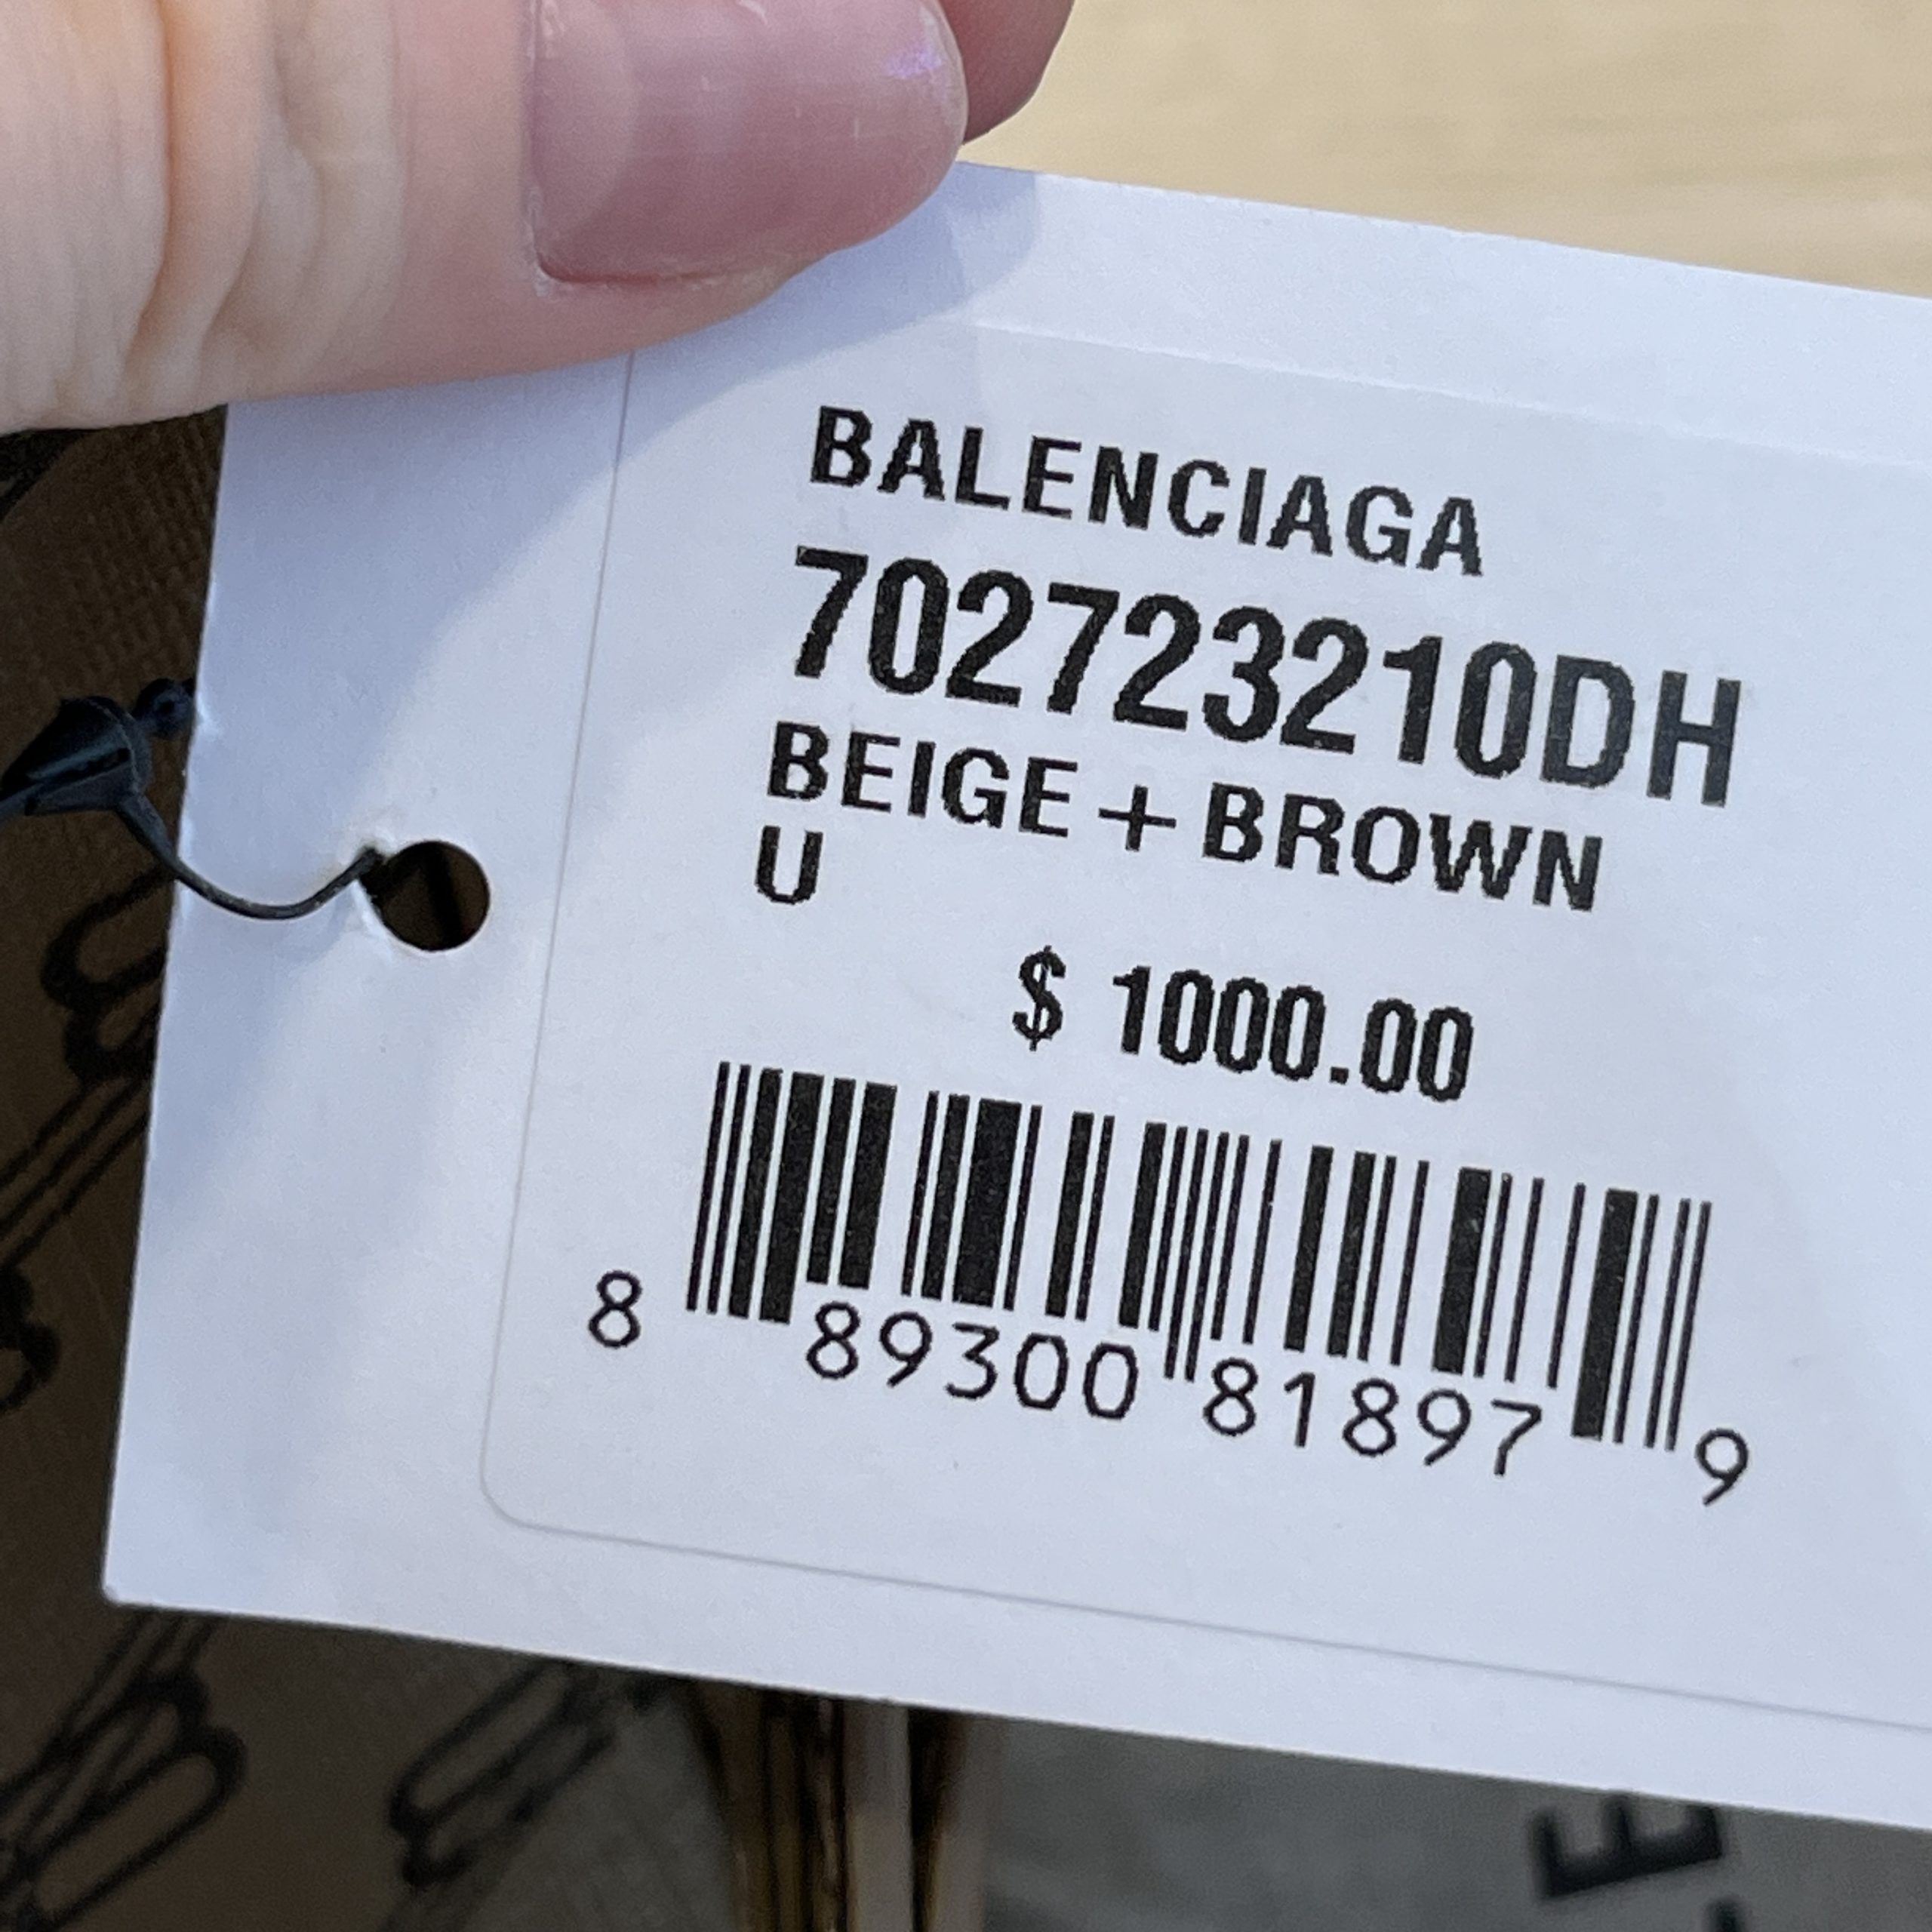 BALENCIAGA
702723210DH
BEIGE + BROWN
U
$ 1000.00
8 89300 81897 9
E